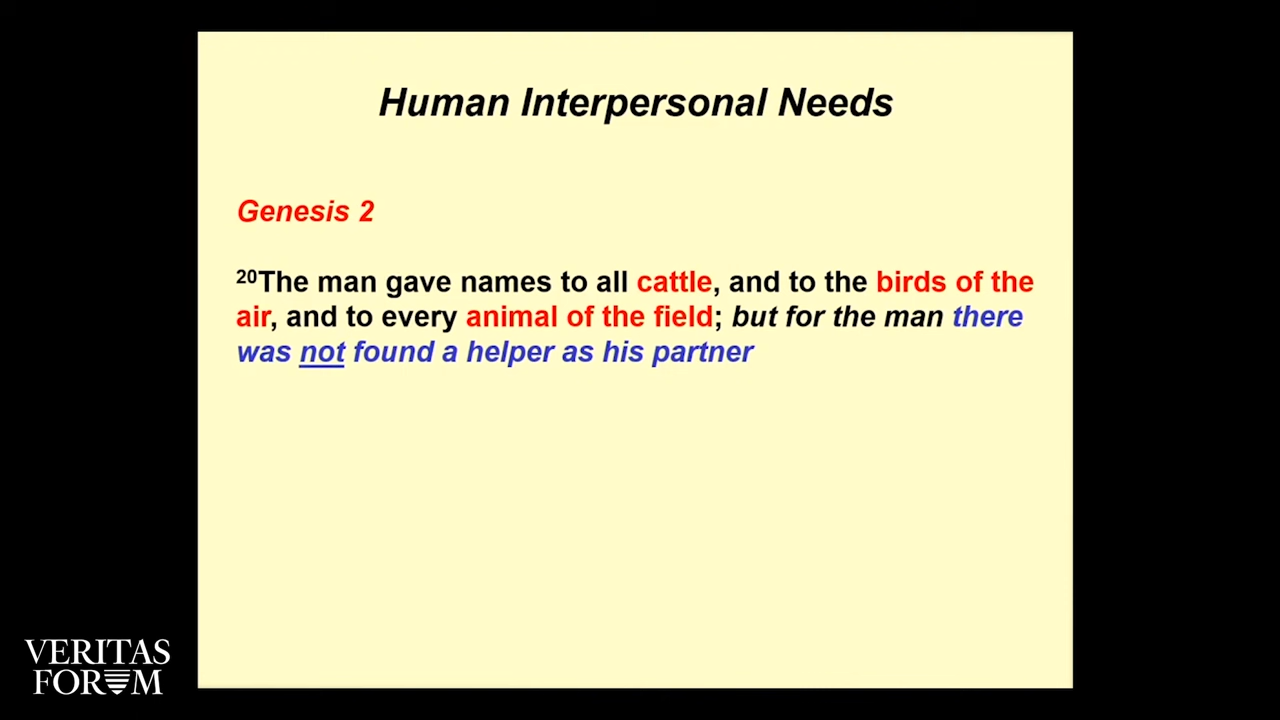 Human Interpersonal Needs
Genesis 2
20The man gave names to all cattle, and to the birds of the
air, and to every animal of the field; but for the man there
was not found a helper as his partner
VERITAS
FORUM